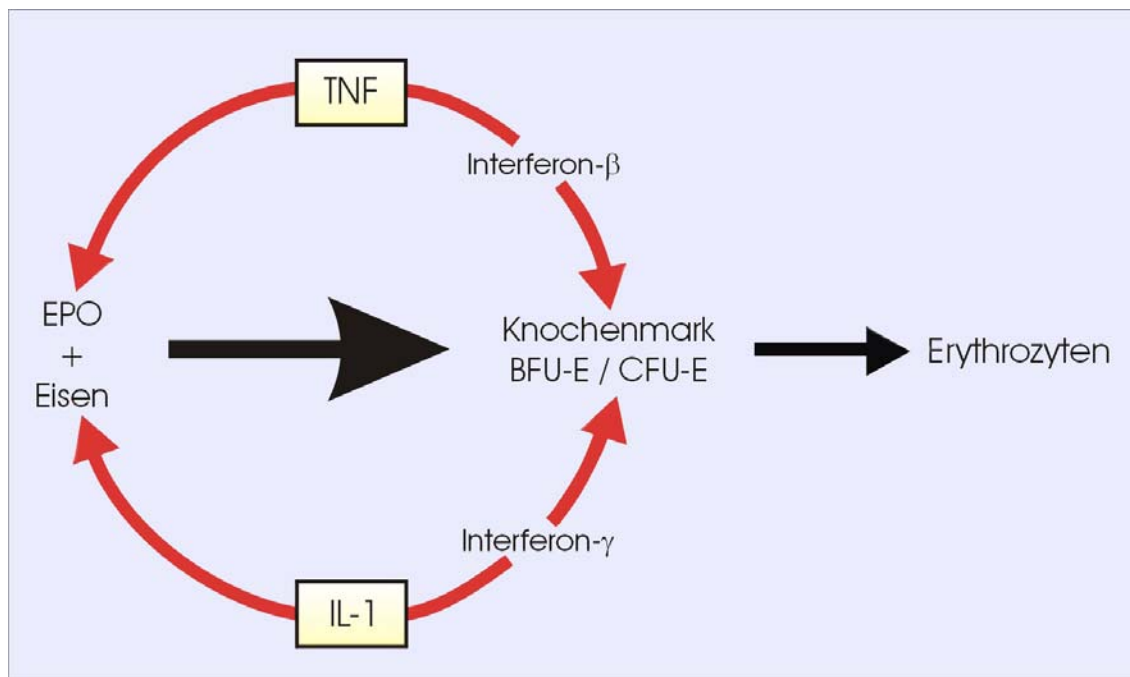 TNF
Interferon-β
EPO
+
Eisen
Knochenmark
BFU-E / CFU-E
Erythrozyten
Interferon-γ
IL-1